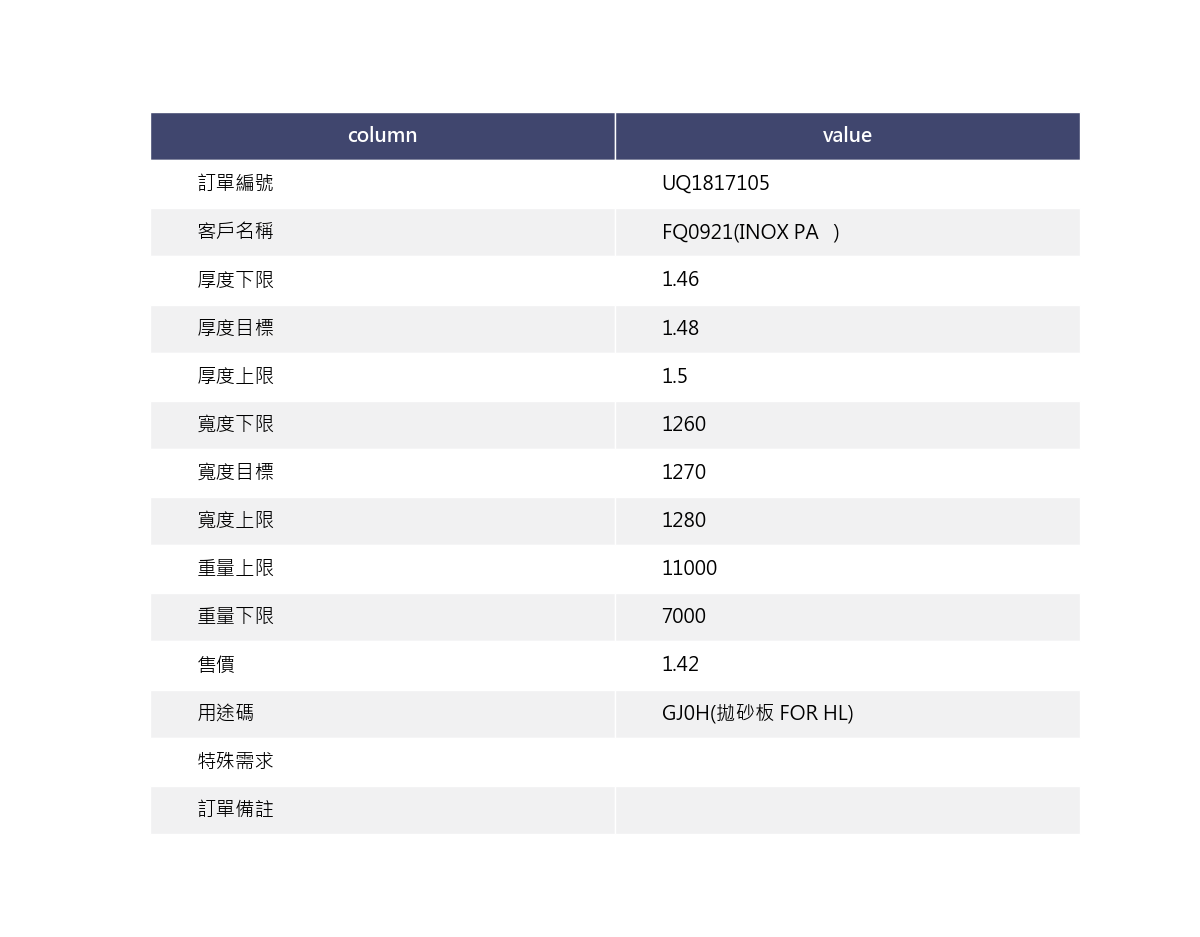 column value
訂單編號 UQ1817105
客戶名稱 FQ0921(INOX PA   )
厚度下限 1.46
厚度目標 1.48
厚度上限 1.5
寬度下限 1260
寬度目標 1270
寬度上限 1280
重量上限 11000
重量下限 7000
售價 1.42
用途碼 GJ0H(拋砂板 FOR HL)
特殊需求
訂單備註